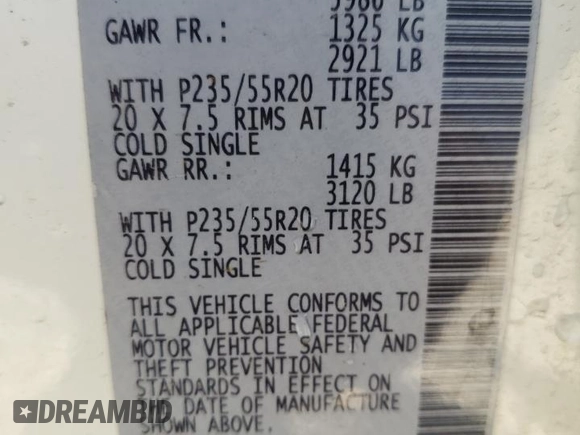 5980 LB
GAWR FR.: 1325 KG
2921 LB
WITH P235/55R20 TIRES
20 X 7.5 RIMS AT 35 PSI
COLD SINGLE
GAWR RR.: 1415 KG
3120 LB
WITH P235/55R20 TIRES
20 X 7.5 RIMS AT 35 PSI
COLD SINGLE
THIS VEHICLE CONFORMS TO
ALL APPLICABLE FEDERAL
MOTOR VEHICLE SAFETY AND
THEFT PREVENTION
STANDARDS IN EFFECT ON
THE DATE OF MANUFACTURE
SHOWN ABOVE.
DREAMBID